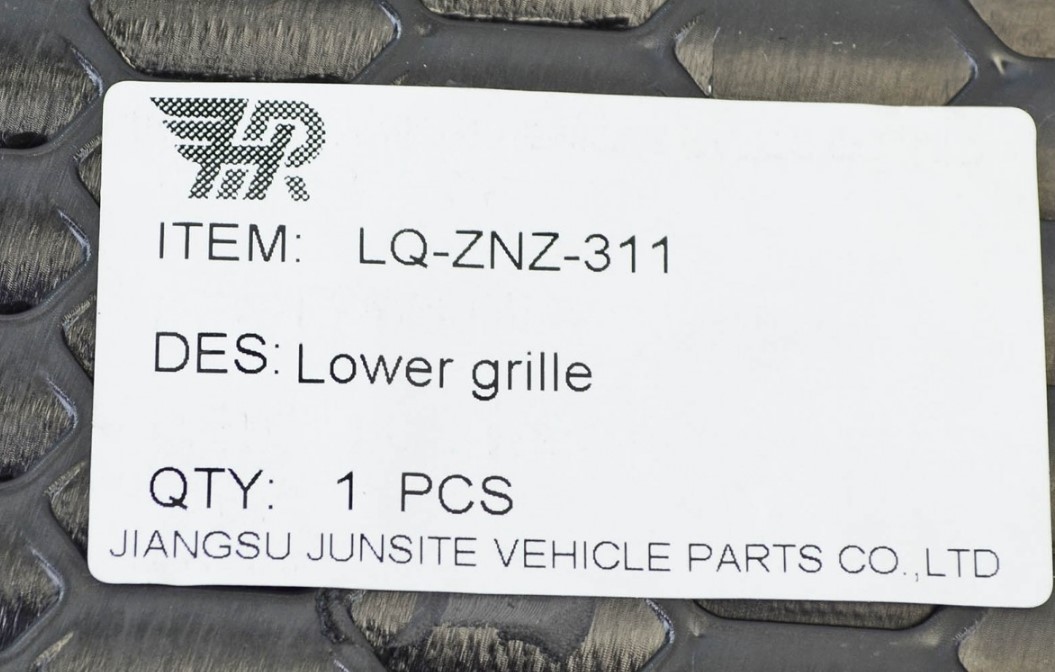 ITEM: LQ-ZNZ-311
DES: Lower grille
QTY: 1 PCS
JIANGSU JUNSITE VEHICLE PARTS CO.,LTD